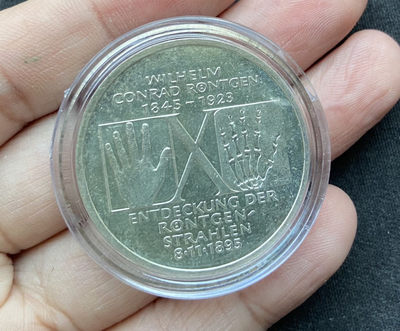 WILHELM
CONRAD RÖNTGEN
1845-1923
X
ENTDECKUNG DER
RÖNTGEN-
STRAHLEN
8·11·1895